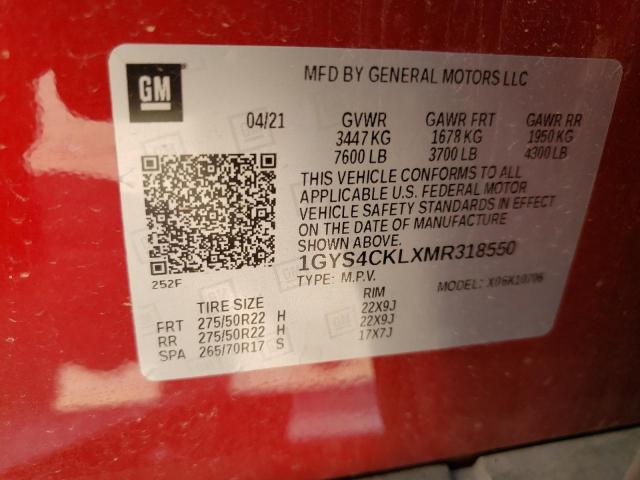 GM
MFD BY GENERAL MOTORS LLC
04/21 GVWR GAWR FRT GAWR RR
3447 KG 1678 KG 1950 KG
7600 LB 3700 LB 4300 LB
THIS VEHICLE CONFORMS TO ALL
APPLICABLE U.S. FEDERAL MOTOR
VEHICLE SAFETY STANDARDS IN EFFECT
ON THE DATE OF MANUFACTURE
SHOWN ABOVE.
1GYS4CKLXMR318550
252F
TYPE: M.P.V. MODEL: X06K10706
TIRE SIZE RIM
FRT 275/50R22 H 22X9J
RR 275/50R22 H 22X9J
SPA 265/70R17 S 17X7J